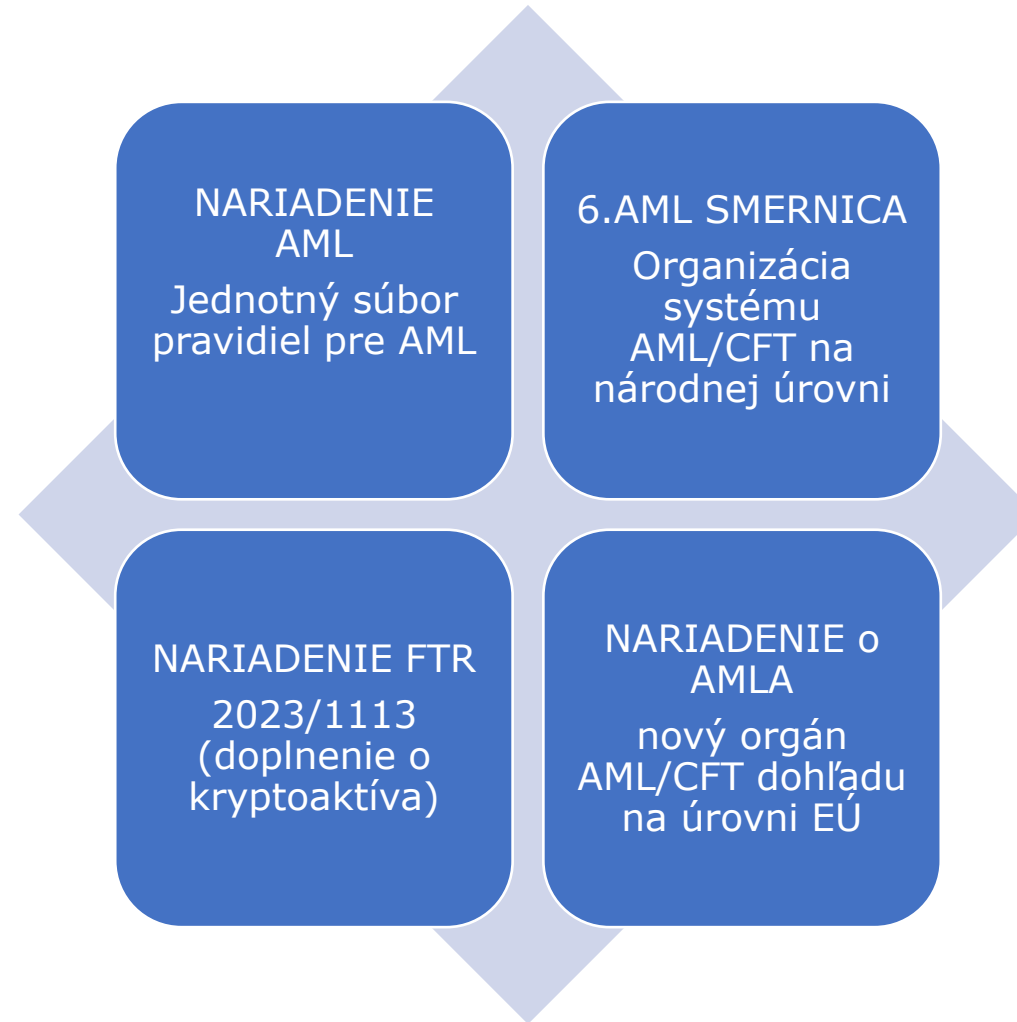 NARIADENIE
AML
Jednotný súbor
pravidiel pre AML
6.AML SMERNICA
Organizácia
systému
AML/CFT na
národnej úrovni
NARIADENIE FTR
2023/1113
(doplnenie o
kryptoaktíva)
NARIADENIE o
AMLA
nový orgán
AML/CFT dohľadu
na úrovni EÚ